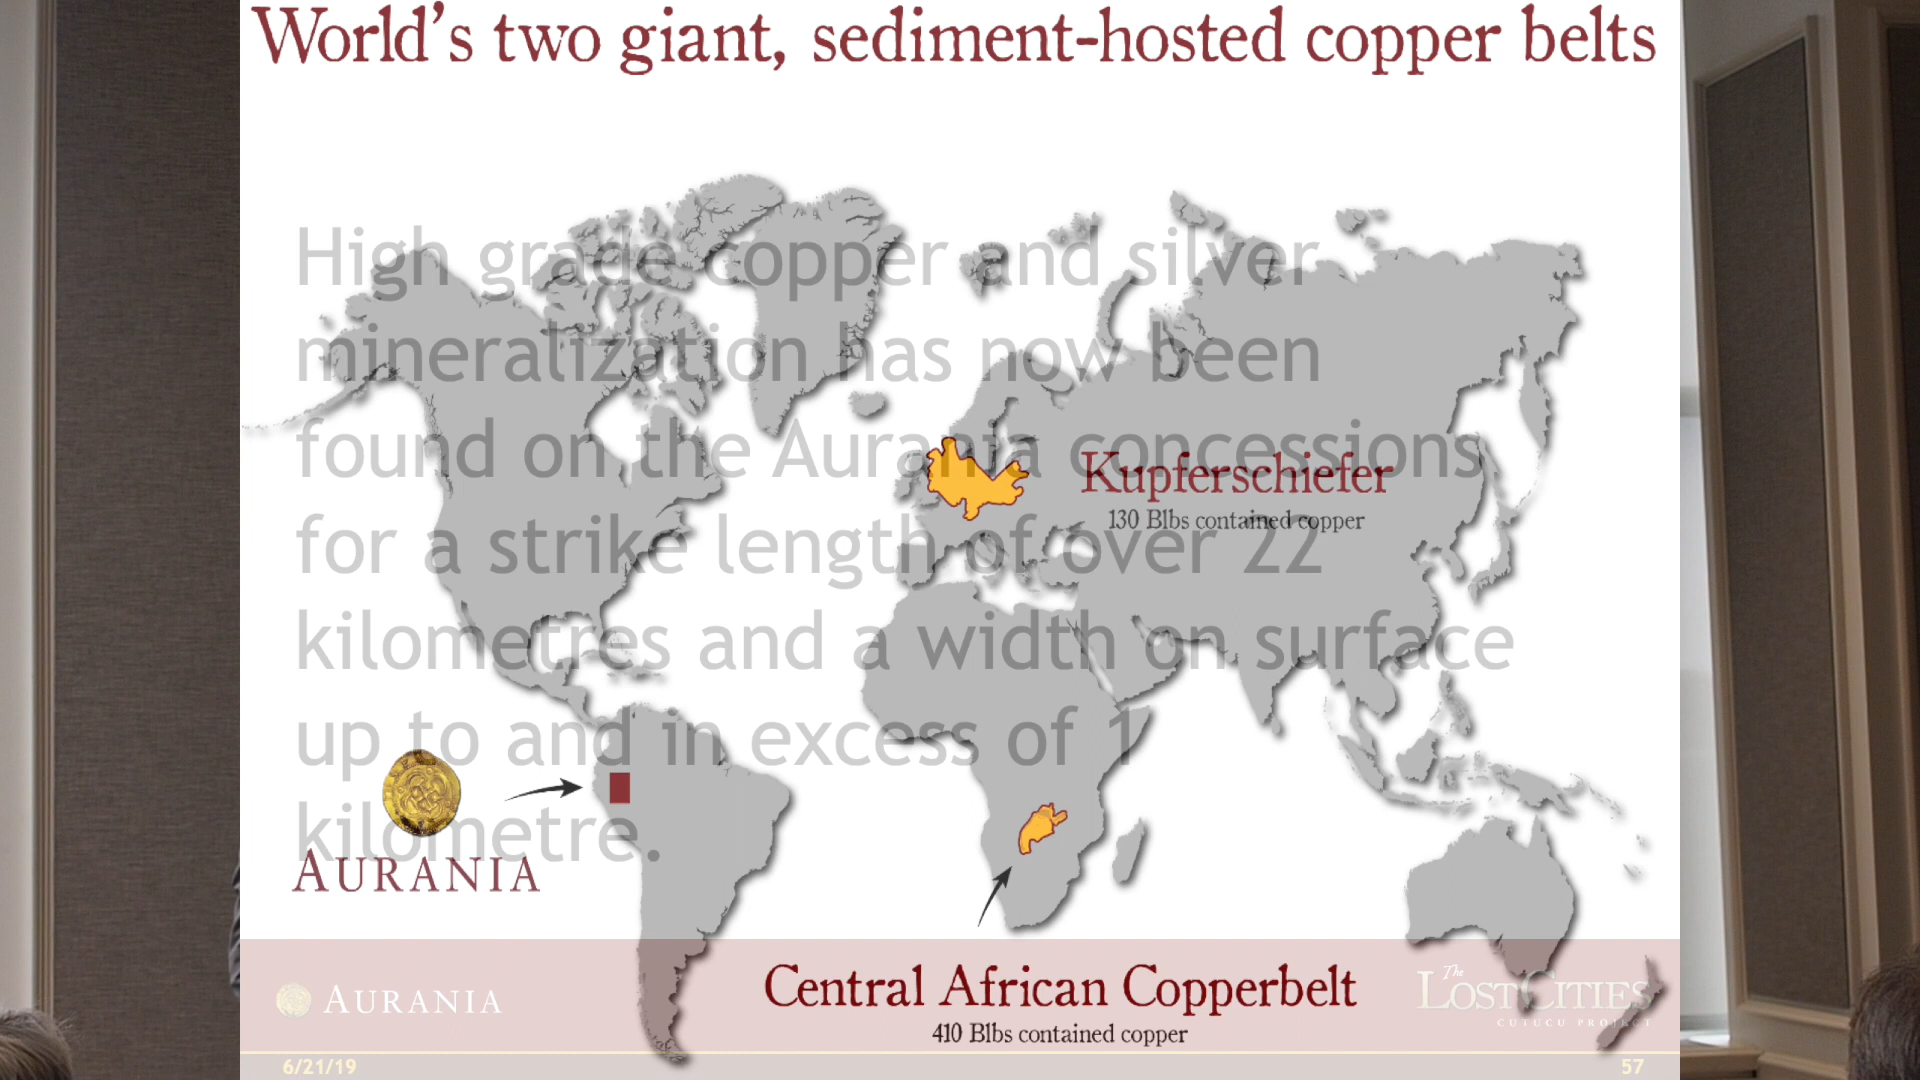 World's two giant, sediment-hosted copper belts
High grade copper and silver
mineralization has now been
found on the Aurania concessions
for a strike length of over 22
kilometres and a width on surface
up to and in excess of 1
kilometre.
Kupferschiefer
130 Blbs contained copper
AURANIA
Central African Copperbelt
410 Blbs contained copper
AURANIA
The
LOST CITIES
CUTUCU PROJECT
6/21/19
57